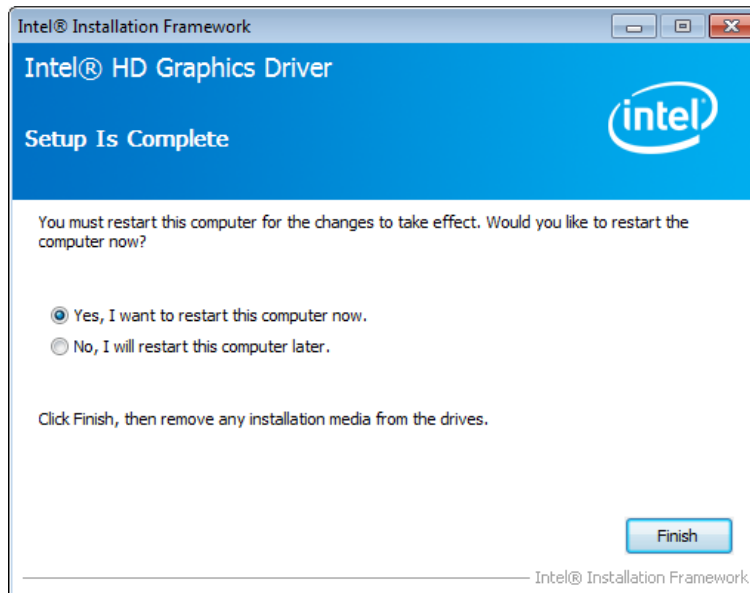 Intel® Installation Framework
Intel® HD Graphics Driver
intel®
Setup Is Complete
You must restart this computer for the changes to take effect. Would you like to restart the
computer now?
Yes, I want to restart this computer now.
No, I will restart this computer later.
Click Finish, then remove any installation media from the drives.
Finish
Intel® Installation Framework